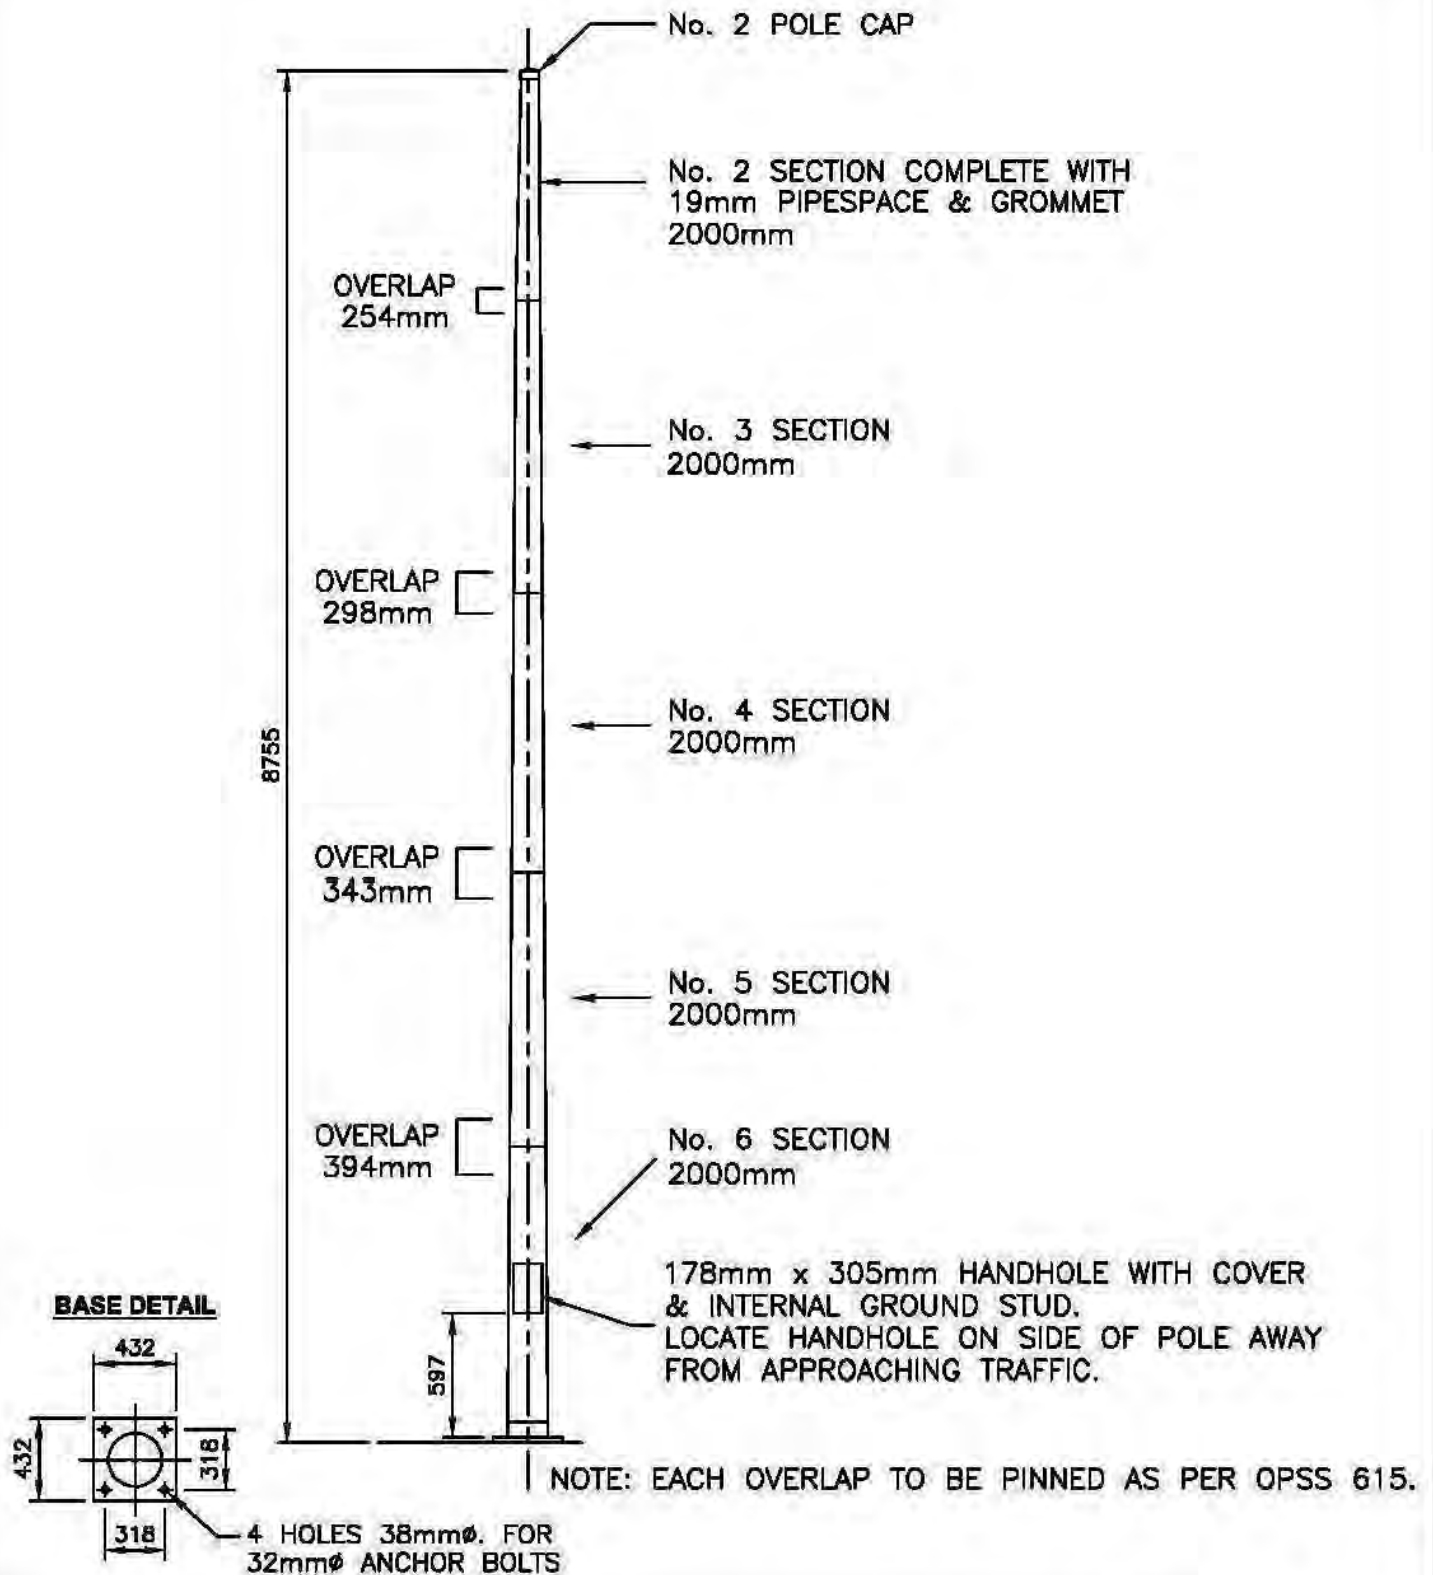 No. 2 POLE CAP
No. 2 SECTION COMPLETE WITH
19mm PIPESPACE & GROMMET
2000mm
OVERLAP
254mm
No. 3 SECTION
2000mm
OVERLAP
298mm
No. 4 SECTION
2000mm
8755
OVERLAP
343mm
No. 5 SECTION
2000mm
OVERLAP
394mm
No. 6 SECTION
2000mm
178mm x 305mm HANDHOLE WITH COVER
& INTERNAL GROUND STUD.
LOCATE HANDHOLE ON SIDE OF POLE AWAY
FROM APPROACHING TRAFFIC.
597
BASE DETAIL
432
432
318
318
4 HOLES 38mmø. FOR
32mmø ANCHOR BOLTS
NOTE: EACH OVERLAP TO BE PINNED AS PER OPSS 615.